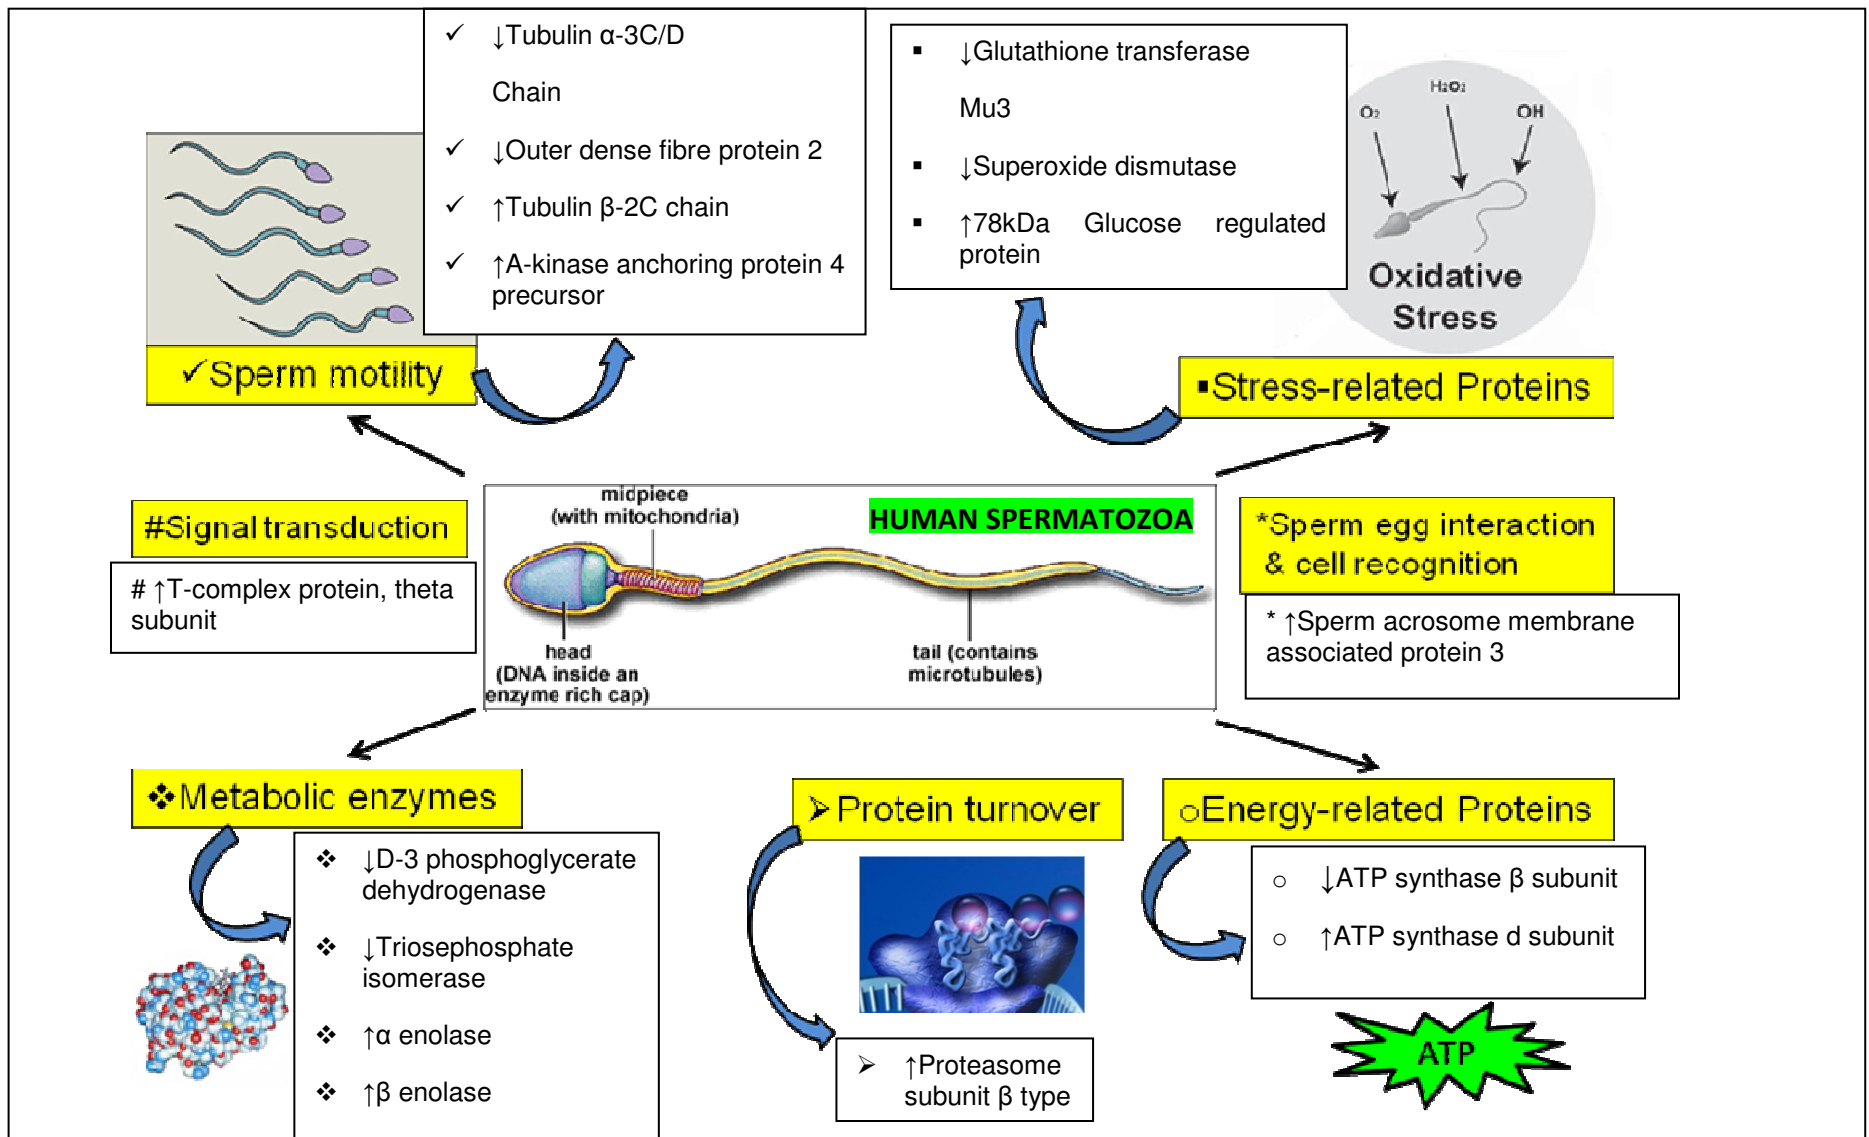 ✓ ↓Tubulin α-3C/D
Chain
✓ ↓Outer dense fibre protein 2
✓ ↑Tubulin β-2C chain
✓ ↑A-kinase anchoring protein 4
precursor
✓Sperm motility
▪ ↓Glutathione transferase
Mu3
▪ ↓Superoxide dismutase
▪ ↑78kDa Glucose regulated
protein
O₂
H₂O₂
OH
Oxidative
Stress
▪Stress-related Proteins
#Signal transduction
# ↑T-complex protein, theta
subunit
midpiece
(with mitochondria)
HUMAN SPERMATOZOA
head
(DNA inside an
enzyme rich cap)
tail (contains
microtubules)
*Sperm egg interaction
& cell recognition
* ↑Sperm acrosome membrane
associated protein 3
❖Metabolic enzymes
❖ ↓D-3 phosphoglycerate
dehydrogenase
❖ ↓Triosephosphate
isomerase
❖ ↑α enolase
❖ ↑β enolase
➢Protein turnover
➢ ↑Proteasome
subunit β type
○Energy-related Proteins
○ ↓ATP synthase β subunit
○ ↑ATP synthase d subunit
ATP